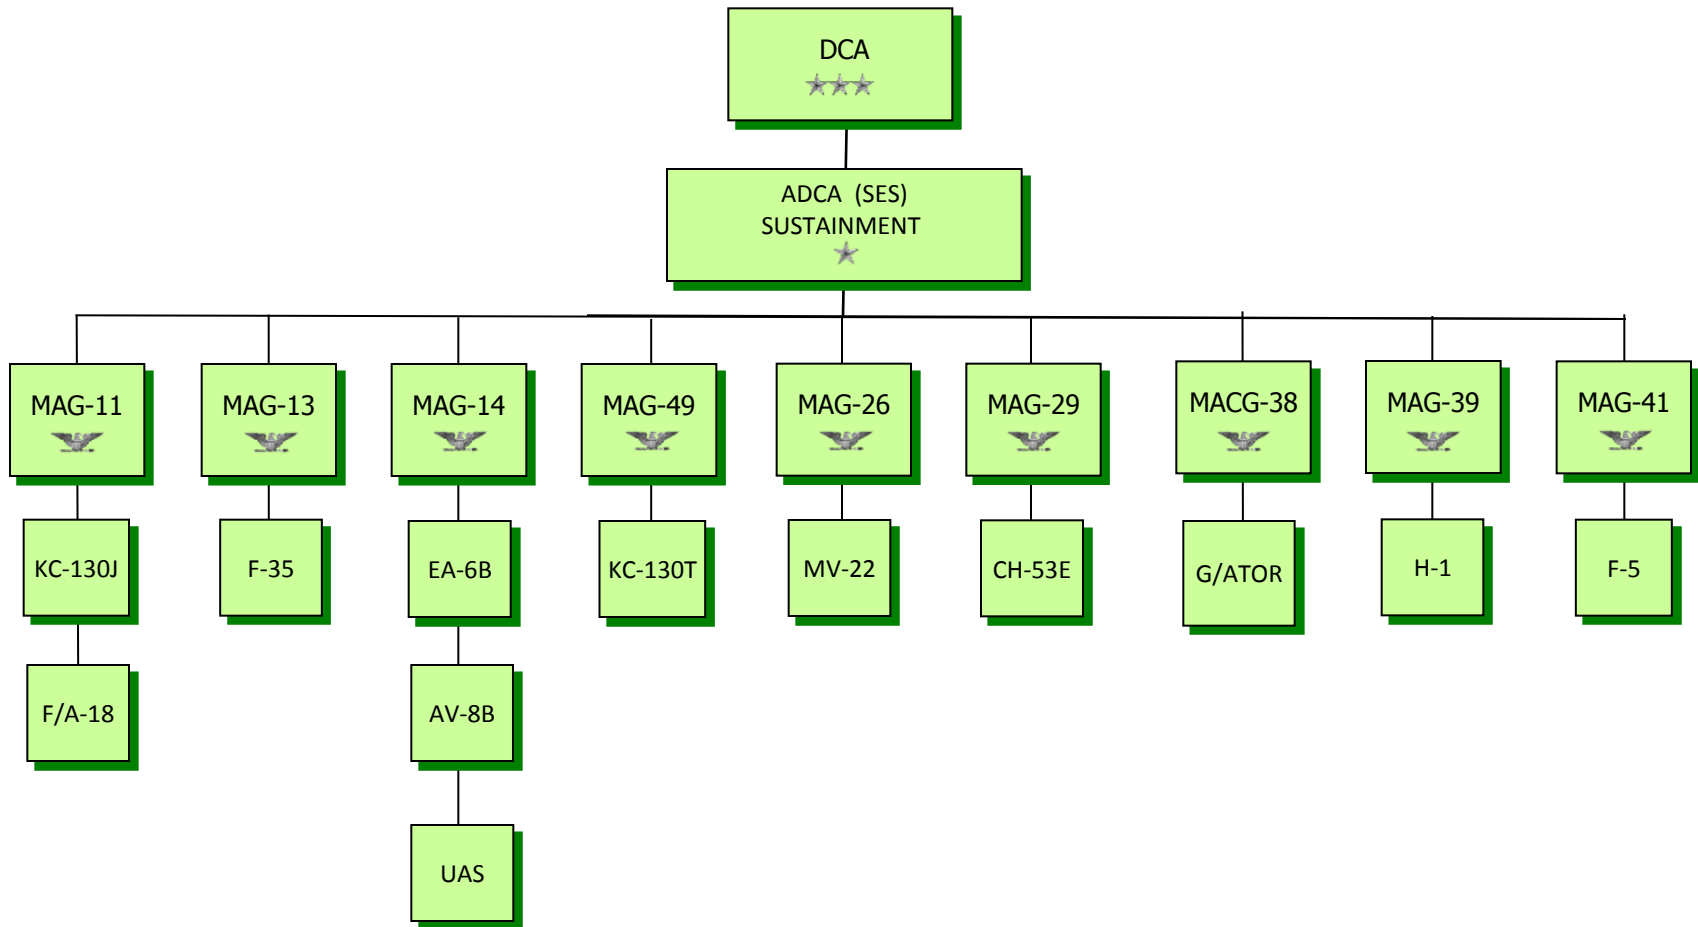 DCA
ADCA (SES)
SUSTAINMENT
MAG-11
MAG-13
MAG-14
MAG-49
MAG-26
MAG-29
MACG-38
MAG-39
MAG-41
KC-130J
F-35
EA-6B
KC-130T
MV-22
CH-53E
G/ATOR
H-1
F-5
F/A-18
AV-8B
UAS